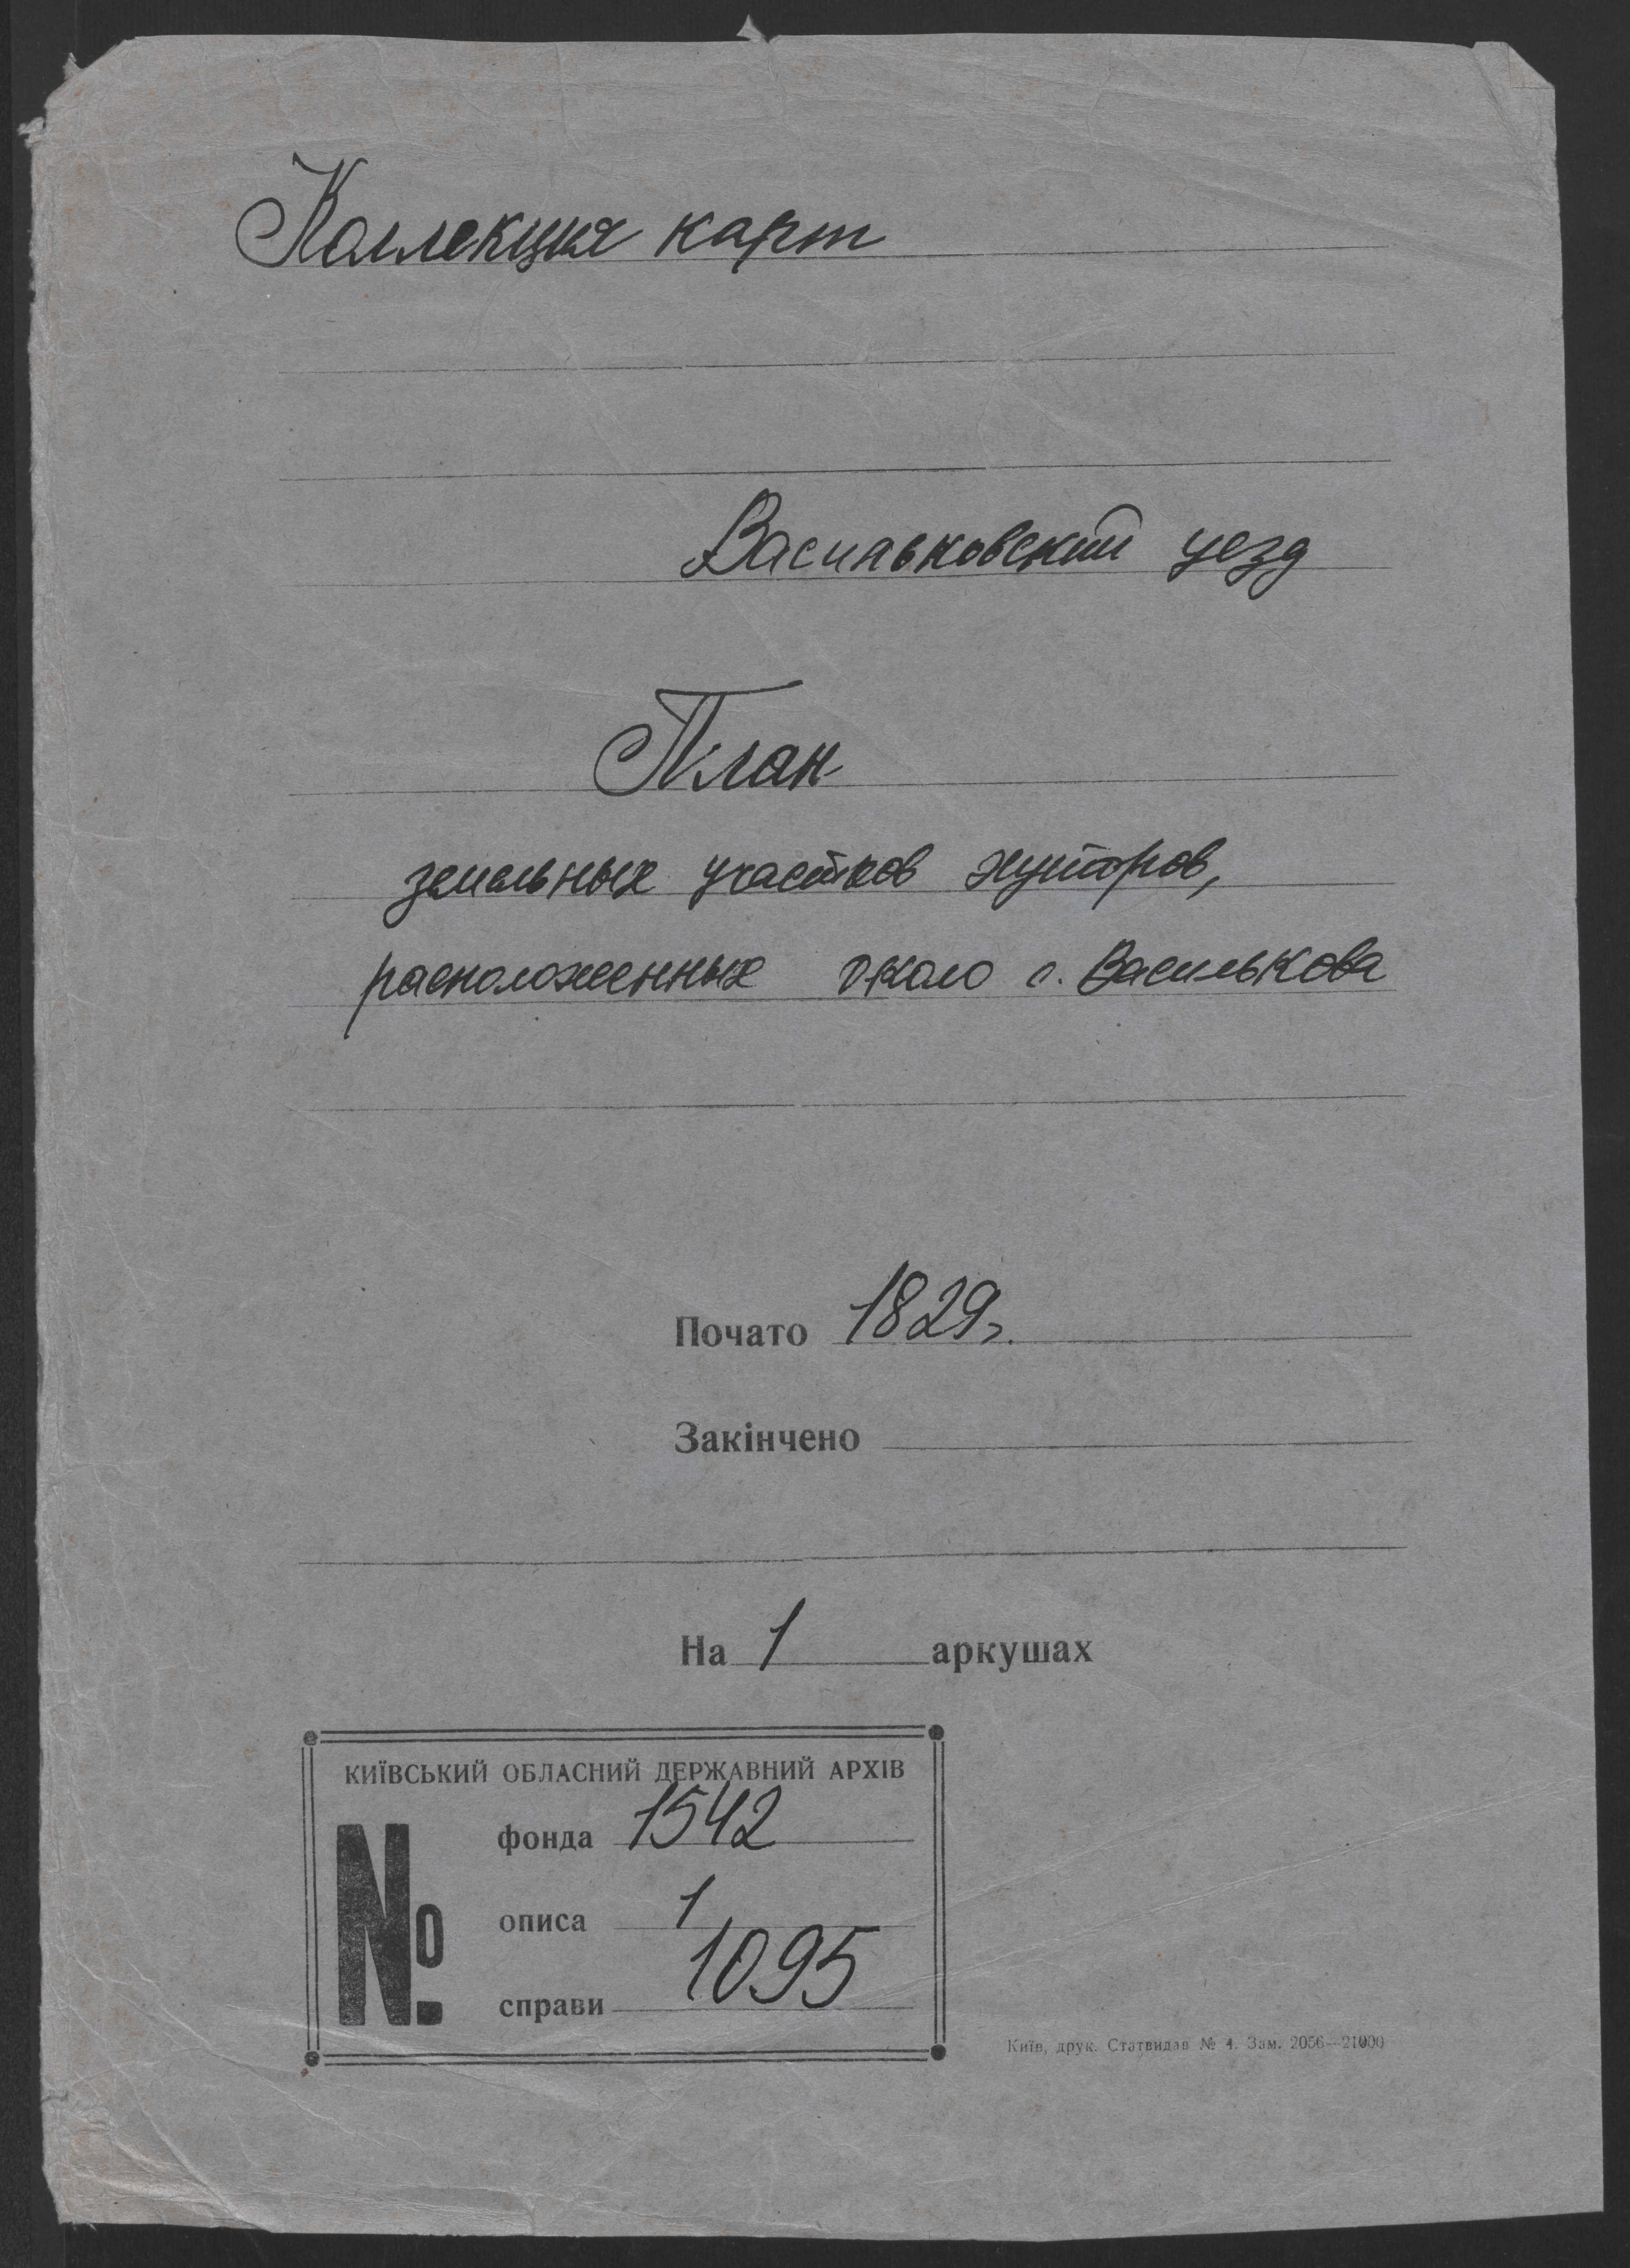 Коллекция карт
Васильковский уезд
План
земельных участков хуторов,
расположенных около г. Василькова
Почато 1829 г.
Закінчено
На 1 аркушах
КИЇВСЬКИЙ ОБЛАСНИЙ ДЕРЖАВНИЙ АРХІВ
№
фонда 1542
описа 1
справи 1095
Київ, друк. Статвидав № 1. Зам. 2056—21000